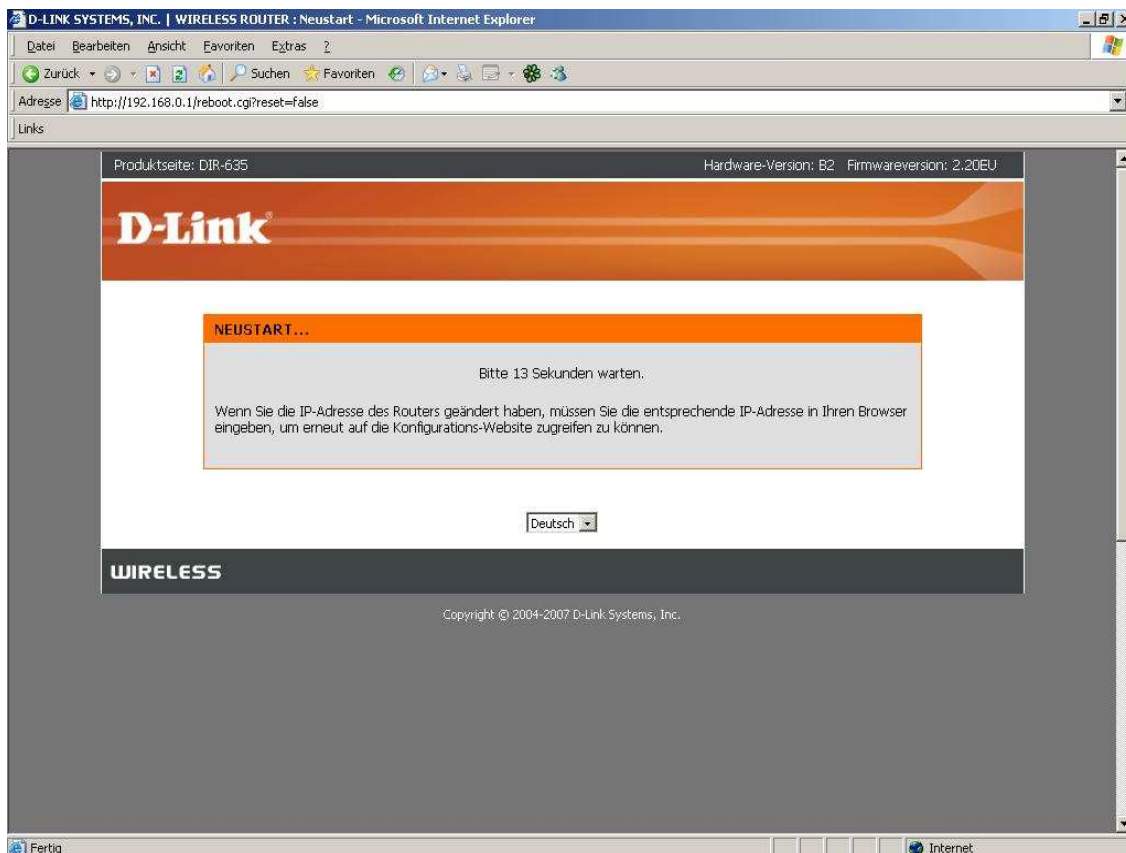 D-LINK SYSTEMS, INC. | WIRELESS ROUTER : Neustart - Microsoft Internet Explorer
Datei Bearbeiten Ansicht Favoriten Extras ?
Zurück Suchen Favoriten
Adresse http://192.168.0.1/reboot.cgi?reset=false
Links
Produktseite: DIR-635 Hardware-Version: B2 Firmwareversion: 2.20EU
D-Link
NEUSTART...
Bitte 13 Sekunden warten.
Wenn Sie die IP-Adresse des Routers geändert haben, müssen Sie die entsprechende IP-Adresse in Ihren Browser
eingeben, um erneut auf die Konfigurations-Website zugreifen zu können.
Deutsch
WIRELESS
Copyright © 2004-2007 D-Link Systems, Inc.
Fertig Internet